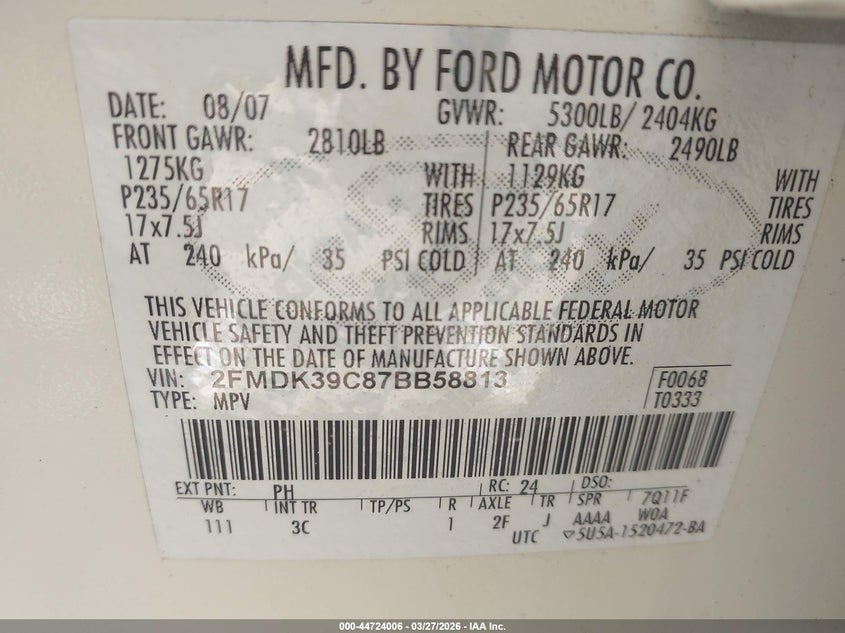 MFD. BY FORD MOTOR CO.
DATE: 08/07 GVWR: 5300LB/ 2404KG
FRONT GAWR: 2810LB REAR GAWR: 2490LB
1275KG WITH 1129KG WITH
P235/65R17 TIRES P235/65R17 TIRES
17x7.5J RIMS 17x7.5J RIMS
AT 240 kPa/ 35 PSI COLD AT 240 kPa/ 35 PSI COLD
THIS VEHICLE CONFORMS TO ALL APPLICABLE FEDERAL MOTOR
VEHICLE SAFETY AND THEFT PREVENTION STANDARDS IN
EFFECT ON THE DATE OF MANUFACTURE SHOWN ABOVE.
VIN: 2FMDK39C87BB58813 F0068
TYPE: MPV T0333
EXT PNT: PH RC: 24 DSO:
WB INT TR TP/PS R AXLE TR SPR 7Q11F
111 3C 1 2F J AAAA W0A
UTC ▽5U5A-1520472-BA
000-44724006 — 03/27/2026 — IAA Inc.